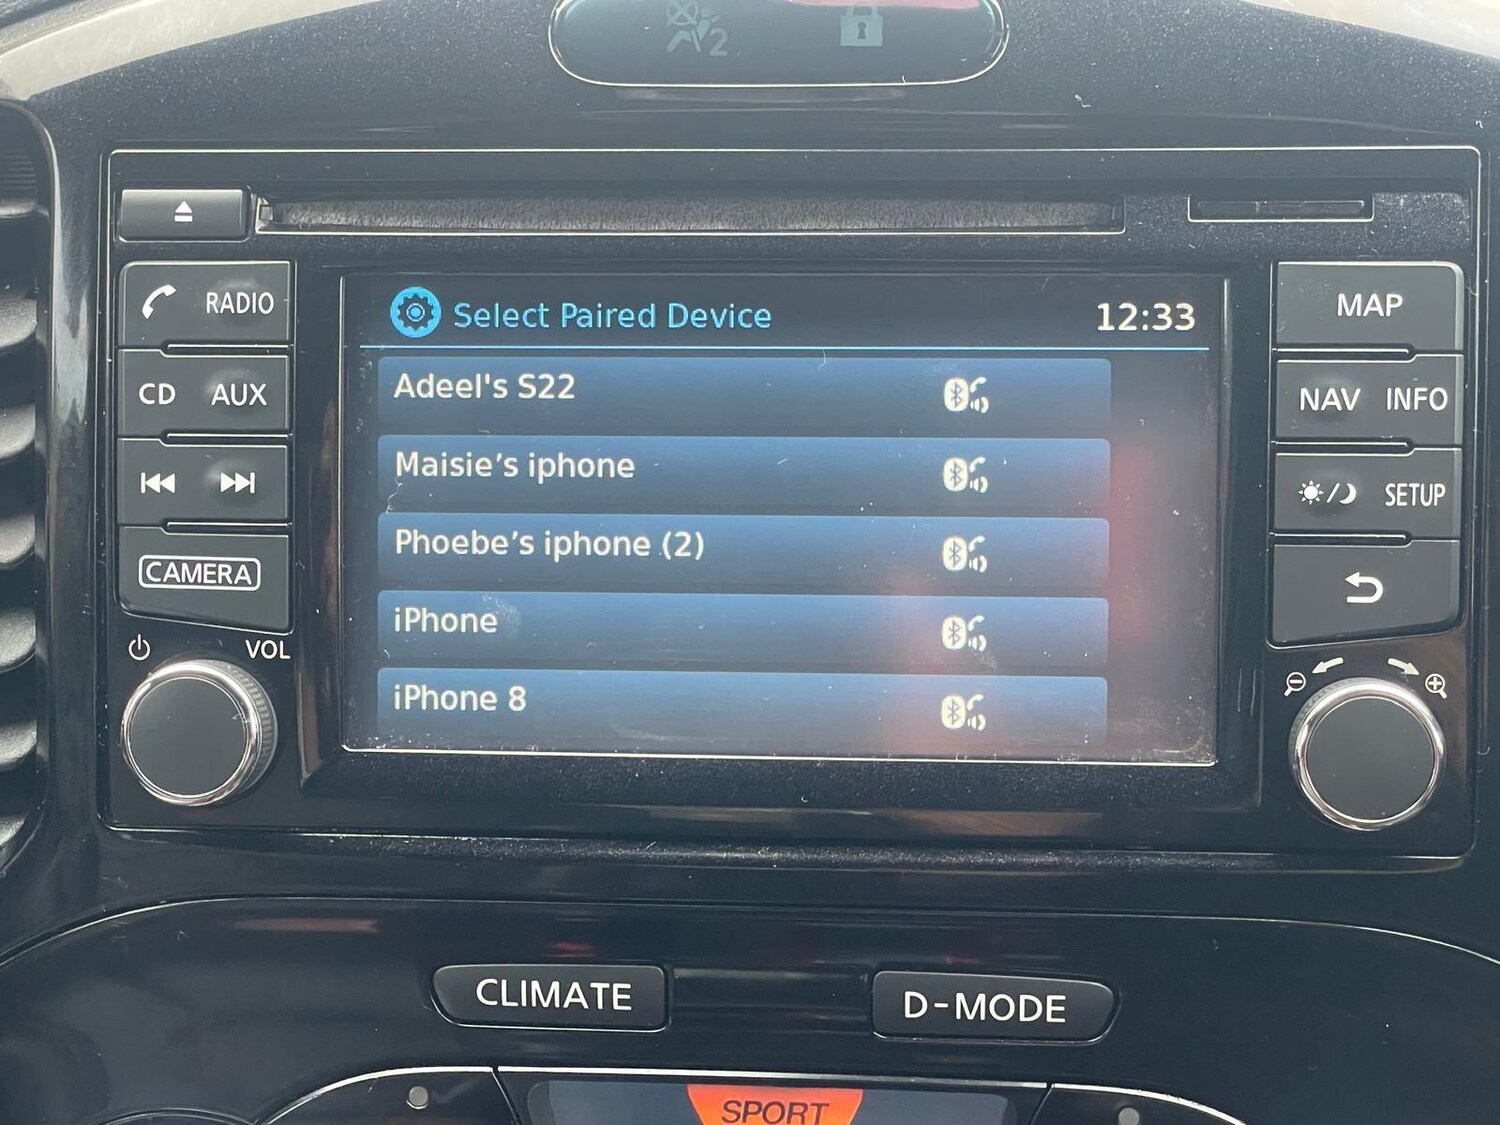 2
RADIO
CD AUX
CAMERA
VOL
Select Paired Device 12:33
Adeel's S22
Maisie’s iphone
Phoebe’s iphone (2)
iPhone
iPhone 8
MAP
NAV INFO
SETUP
CLIMATE
D-MODE
SPORT